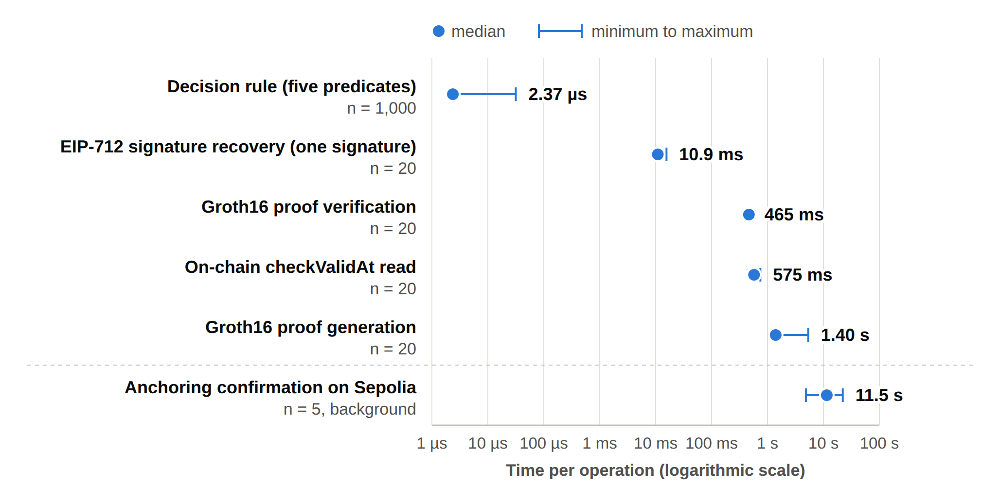 median minimum to maximum
Decision rule (five predicates)
2.37 µs
n = 1,000
EIP-712 signature recovery (one signature)
10.9 ms
n = 20
Groth16 proof verification
465 ms
n = 20
On-chain checkValidAt read
575 ms
n = 20
Groth16 proof generation
1.40 s
n = 20
Anchoring confirmation on Sepolia
11.5 s
n = 5, background
1 µs 10 µs 100 µs 1 ms 10 ms 100 ms 1 s 10 s 100 s
Time per operation (logarithmic scale)